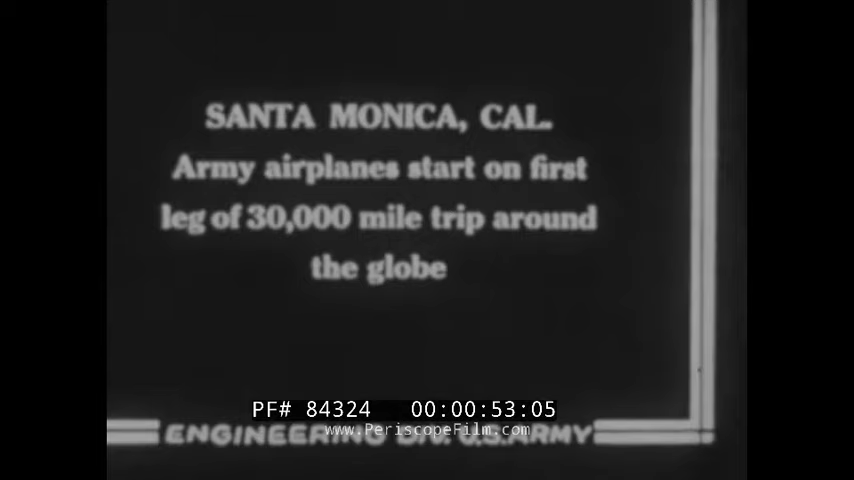 SANTA MONICA, CAL.
Army airplanes start on first
leg of 30,000 mile trip around
the globe
PF# 84324 00:00:53:05
www.PeriscopeFilm.com
ENGINEERING DIV. U.S. ARMY